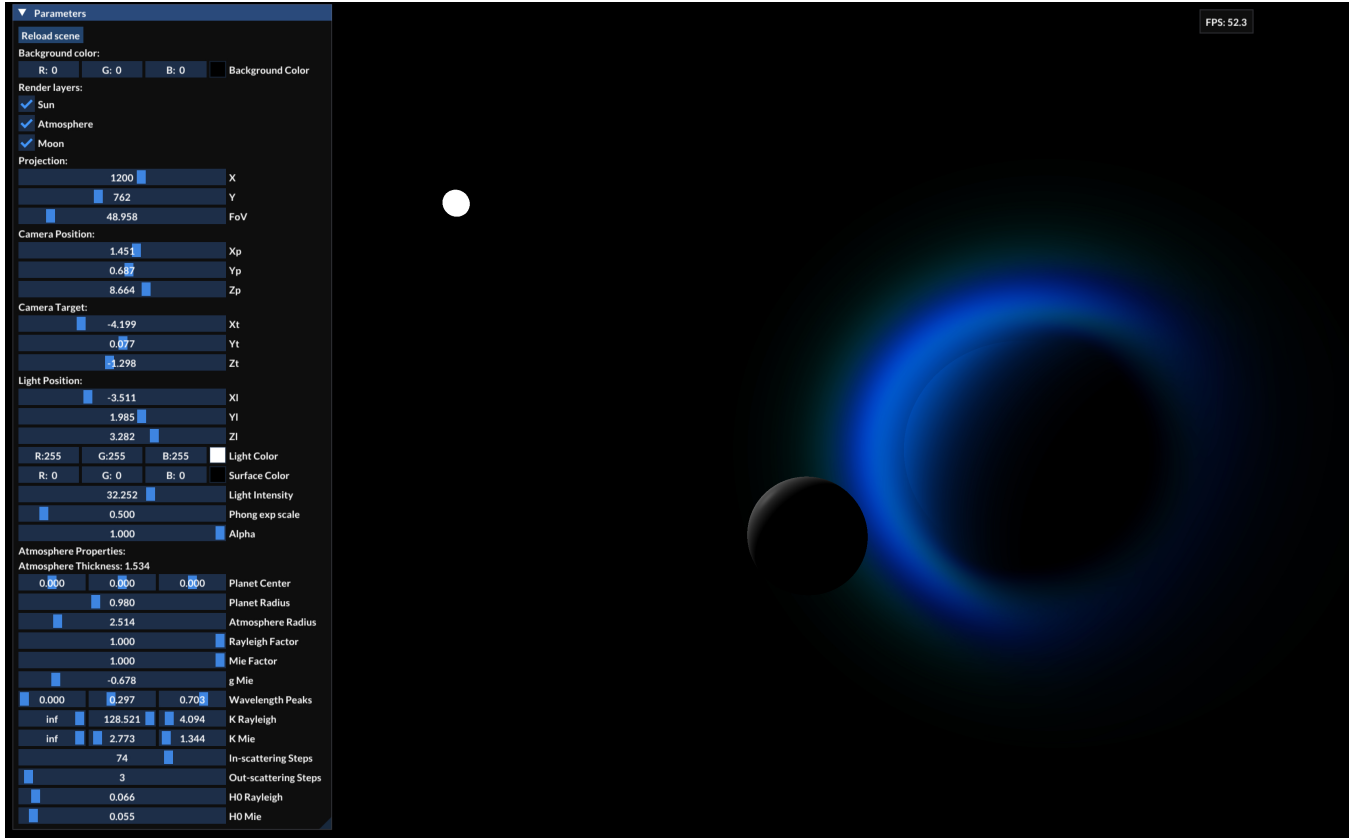 Parameters
FPS: 52.3
Reload scene
Background color:
R: 0 G: 0 B: 0 Background Color
Render layers:
Sun
Atmosphere
Moon
Projection:
1200 X
762 Y
48.958 FoV
Camera Position:
1.451 Xp
0.687 Yp
8.664 Zp
Camera Target:
-4.199 Xt
0.077 Yt
-1.298 Zt
Light Position:
-3.511 Xl
1.985 Yl
3.282 Zl
R:255 G:255 B:255 Light Color
R: 0 G: 0 B: 0 Surface Color
32.252 Light Intensity
0.500 Phong exp scale
1.000 Alpha
Atmosphere Properties:
Atmosphere Thickness: 1.534
0.000 0.000 0.000 Planet Center
0.980 Planet Radius
2.514 Atmosphere Radius
1.000 Rayleigh Factor
1.000 Mie Factor
-0.678 g Mie
0.000 0.297 0.703 Wavelength Peaks
inf 128.521 4.094 K Rayleigh
inf 2.773 1.344 K Mie
74 In-scattering Steps
3 Out-scattering Steps
0.066 H0 Rayleigh
0.055 H0 Mie